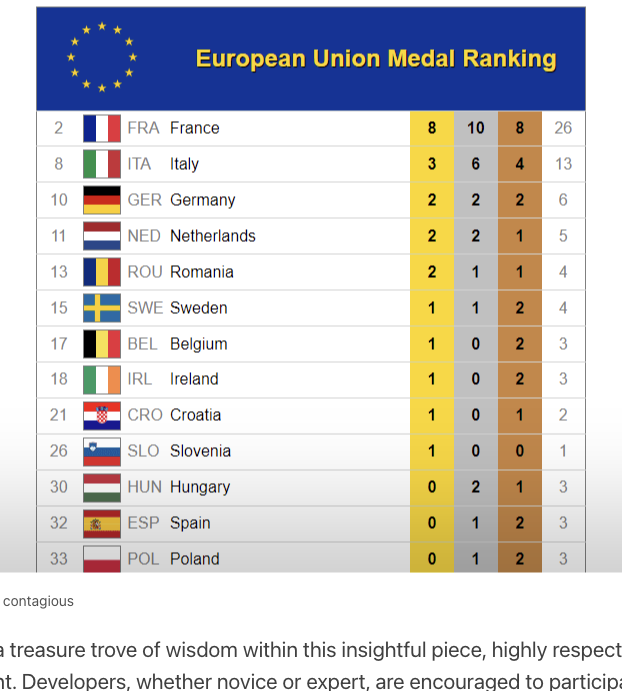 European Union Medal Ranking
2 FRA France 8 10 8 26
8 ITA Italy 3 6 4 13
10 GER Germany 2 2 2 6
11 NED Netherlands 2 2 1 5
13 ROU Romania 2 1 1 4
15 SWE Sweden 1 1 2 4
17 BEL Belgium 1 0 2 3
18 IRL Ireland 1 0 2 3
21 CRO Croatia 1 0 1 2
26 SLO Slovenia 1 0 0 1
30 HUN Hungary 0 2 1 3
32 ESP Spain 0 1 2 3
33 POL Poland 0 1 2 3
contagious
a treasure trove of wisdom within this insightful piece, highly respect
nt. Developers, whether novice or expert, are encouraged to participa